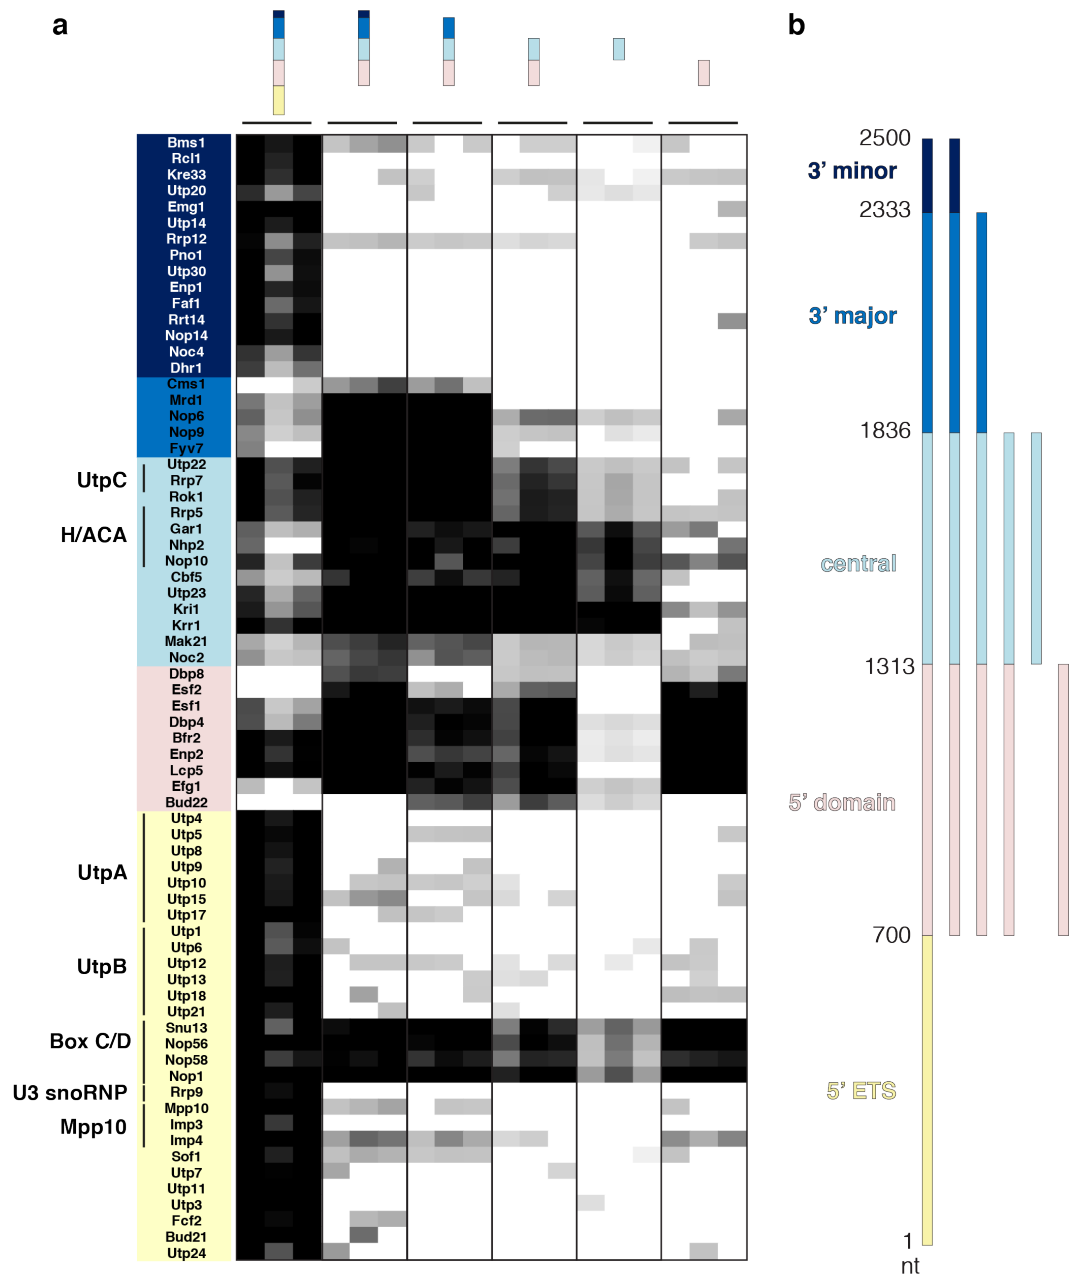 a
b
Bms1
Rcl1
Kre33
Utp20
Emg1
Utp14
Rrp12
Pno1
Utp30
Enp1
Faf1
Rrt14
Nop14
Noc4
Dhr1
Cms1
Mrd1
Nop6
Nop9
Fyv7
Utp22
UtpC
Rrp7
Rok1
Rrp5
H/ACA
Gar1
Nhp2
Nop10
Cbf5
Utp23
Kri1
Krr1
Mak21
Noc2
Dbp8
Esf2
Esf1
Dbp4
Bfr2
Enp2
Lcp5
Efg1
Bud22
Utp4
Utp5
Utp8
UtpA
Utp9
Utp10
Utp15
Utp17
Utp1
Utp6
UtpB
Utp12
Utp13
Utp18
Utp21
Snu13
Box C/D
Nop56
Nop58
Nop1
U3 snoRNP
Rrp9
Mpp10
Mpp10
Imp3
Imp4
Sof1
Utp7
Utp11
Utp3
Fcf2
Bud21
Utp24
2500
3’ minor
2333
3’ major
1836
central
1313
5’ domain
700
5’ ETS
1
nt